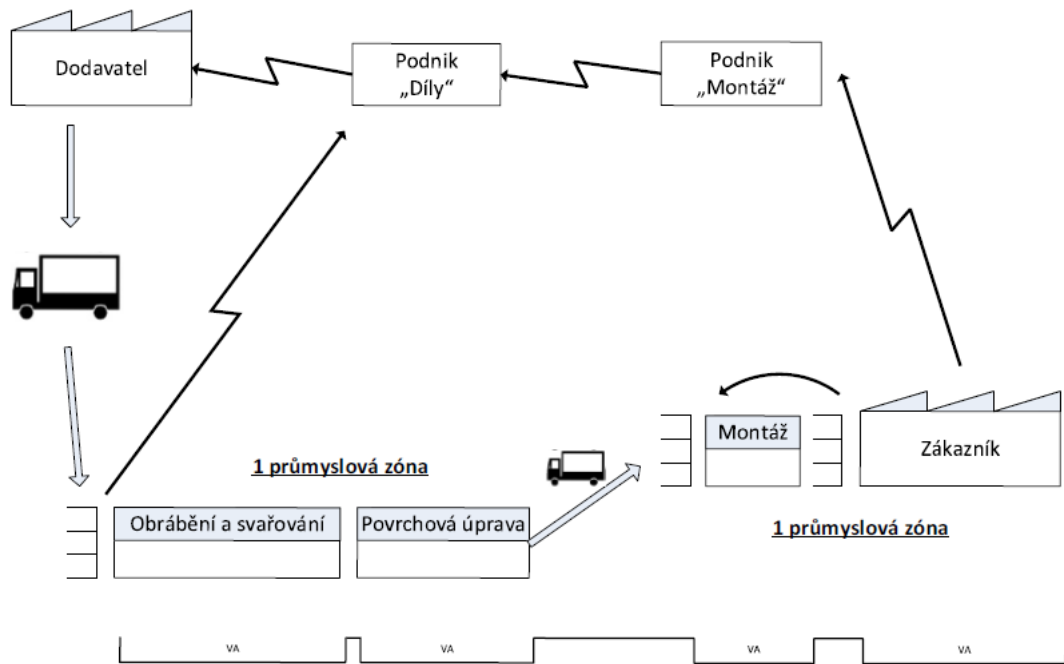 Dodavatel
Podnik
„Díly“
Podnik
„Montáž“
Montáž
Zákazník
1 průmyslová zóna
Obrábění a svařování
Povrchová úprava
1 průmyslová zóna
VA
VA
VA
VA